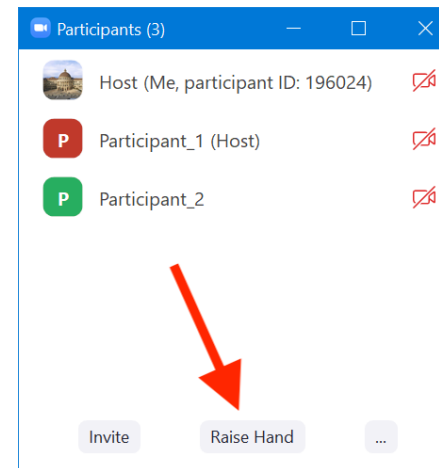 Participants (3)
Host (Me, participant ID: 196024)
P Participant_1 (Host)
P Participant_2
Invite Raise Hand ...